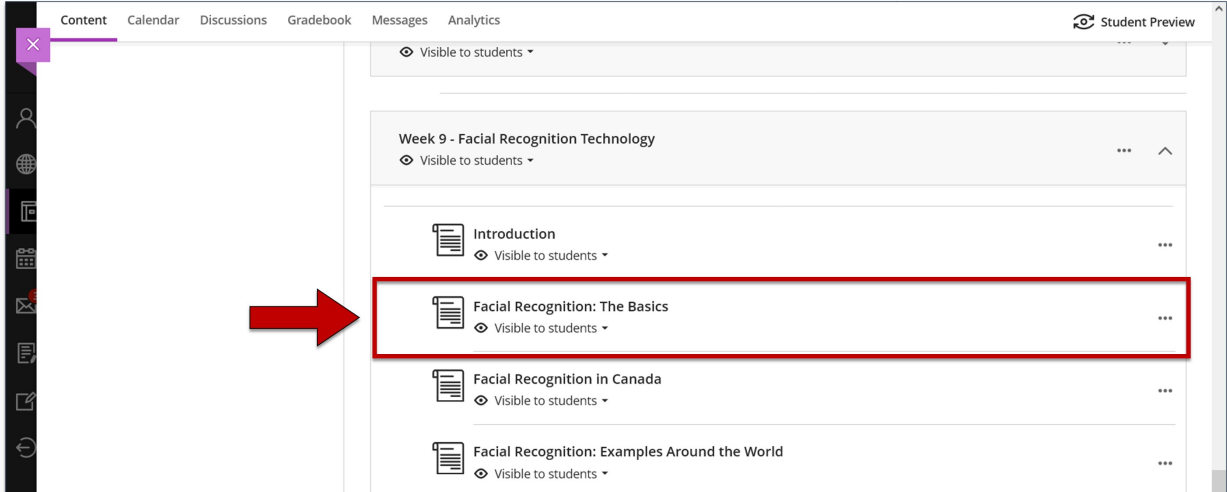 Content Calendar Discussions Gradebook Messages Analytics Student Preview
Visible to students
Week 9 - Facial Recognition Technology
Visible to students
Introduction
Visible to students
Facial Recognition: The Basics
Visible to students
Facial Recognition in Canada
Visible to students
Facial Recognition: Examples Around the World
Visible to students